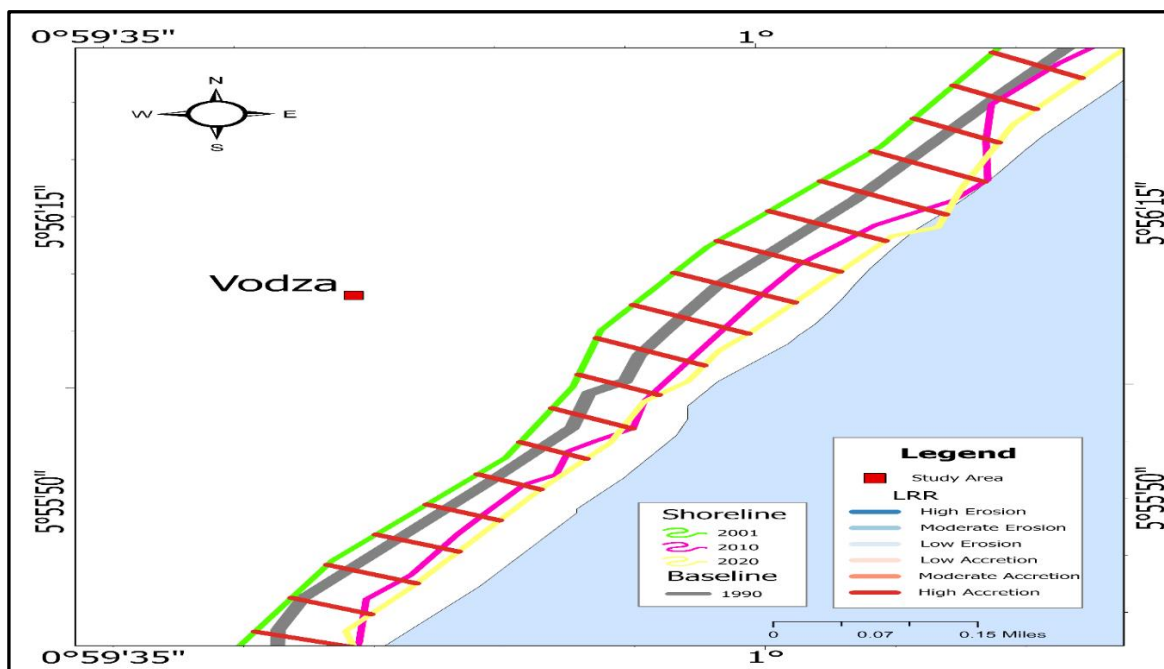 0°59'35"
1°
N
W
E
S
5°56'15"
5°56'15"
Vodza
5°55'50"
5°55'50"
Legend
Study Area
LRR
High Erosion
Moderate Erosion
Low Erosion
Low Accretion
Moderate Accretion
High Accretion
Shoreline
2001
2010
2020
Baseline
1990
0 0.07 0.15 Miles
0°59'35"
1°